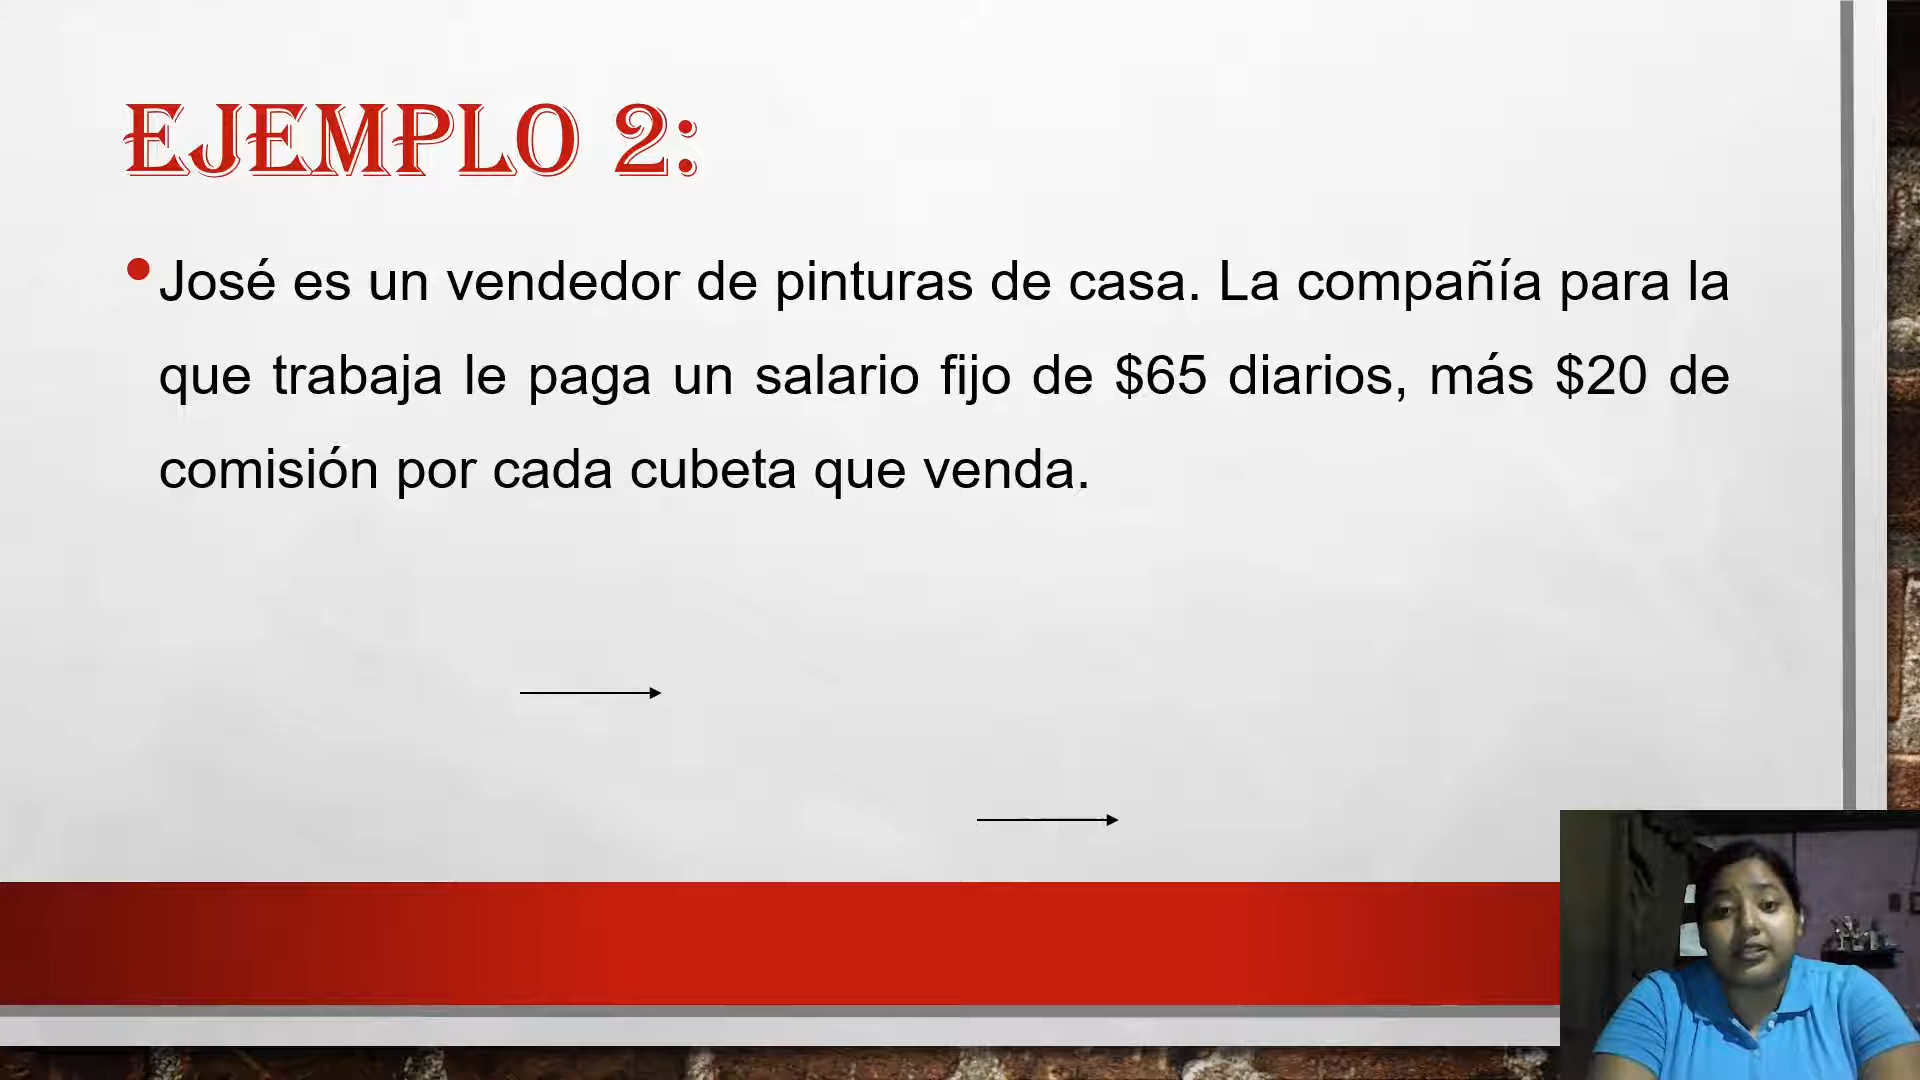 EJEMPLO 2:
José es un vendedor de pinturas de casa. La compañía para la
que trabaja le paga un salario fijo de $65 diarios, más $20 de
comisión por cada cubeta que venda.